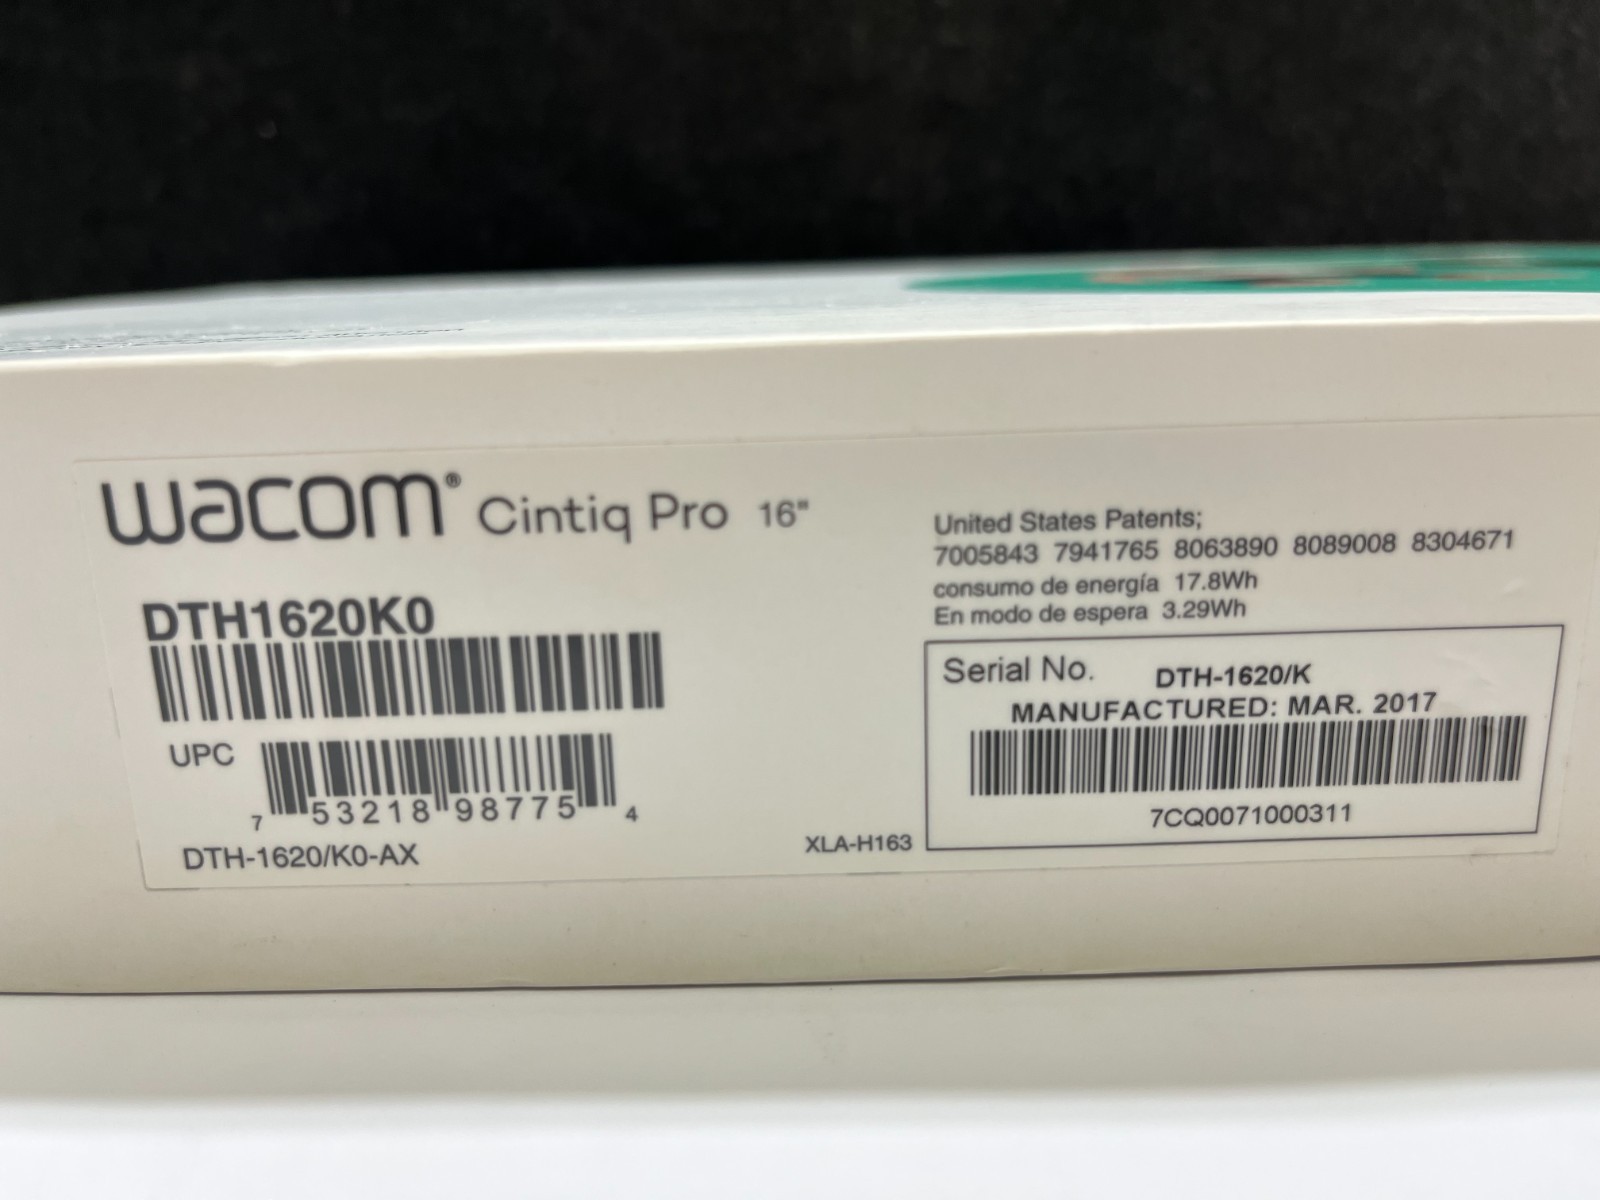 wacom® Cintiq Pro 16"
DTH1620K0
UPC
7 53218 98775 4
DTH-1620/K0-AX
United States Patents;
7005843 7941765 8063890 8089008 8304671
consumo de energía 17.8Wh
En modo de espera 3.29Wh
Serial No. DTH-1620/K
MANUFACTURED: MAR. 2017
7CQ0071000311
XLA-H163